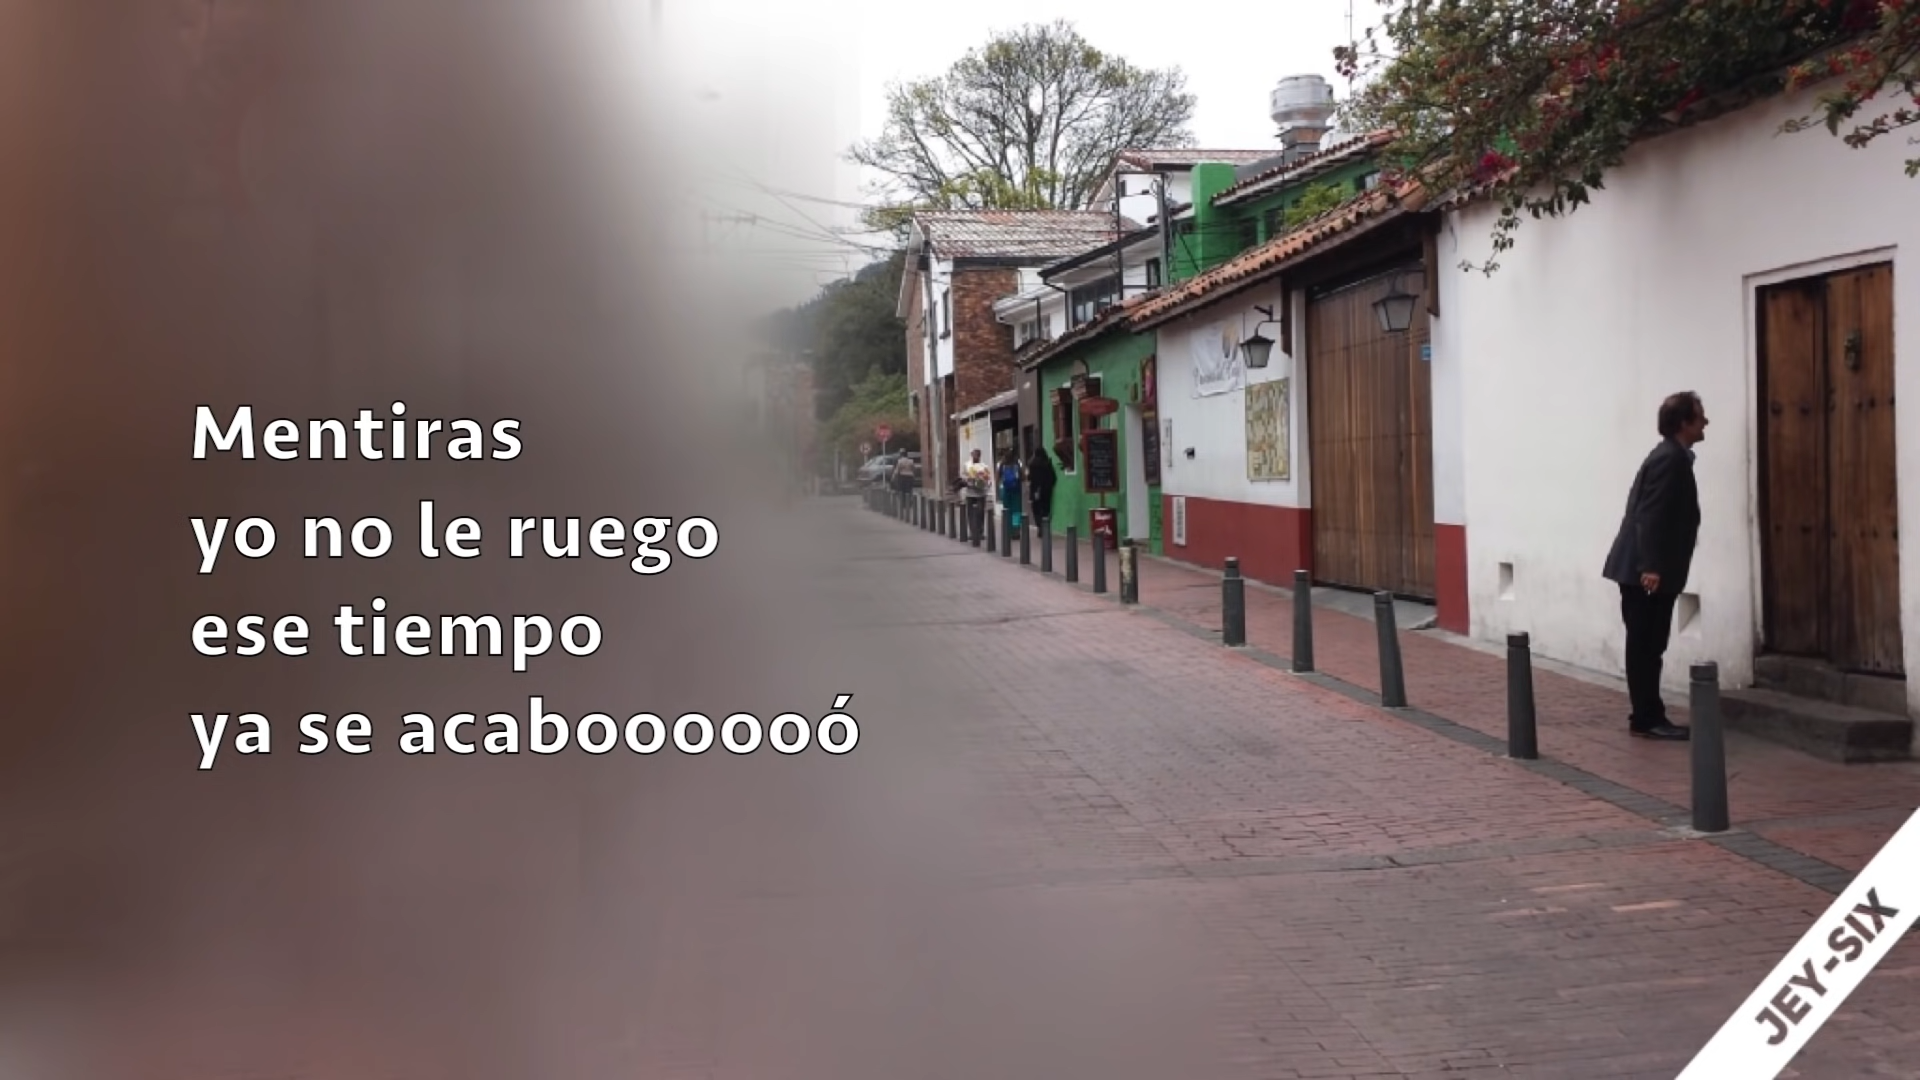 Mentiras
yo no le ruego
ese tiempo
ya se acaboooooó
JEY-SIX